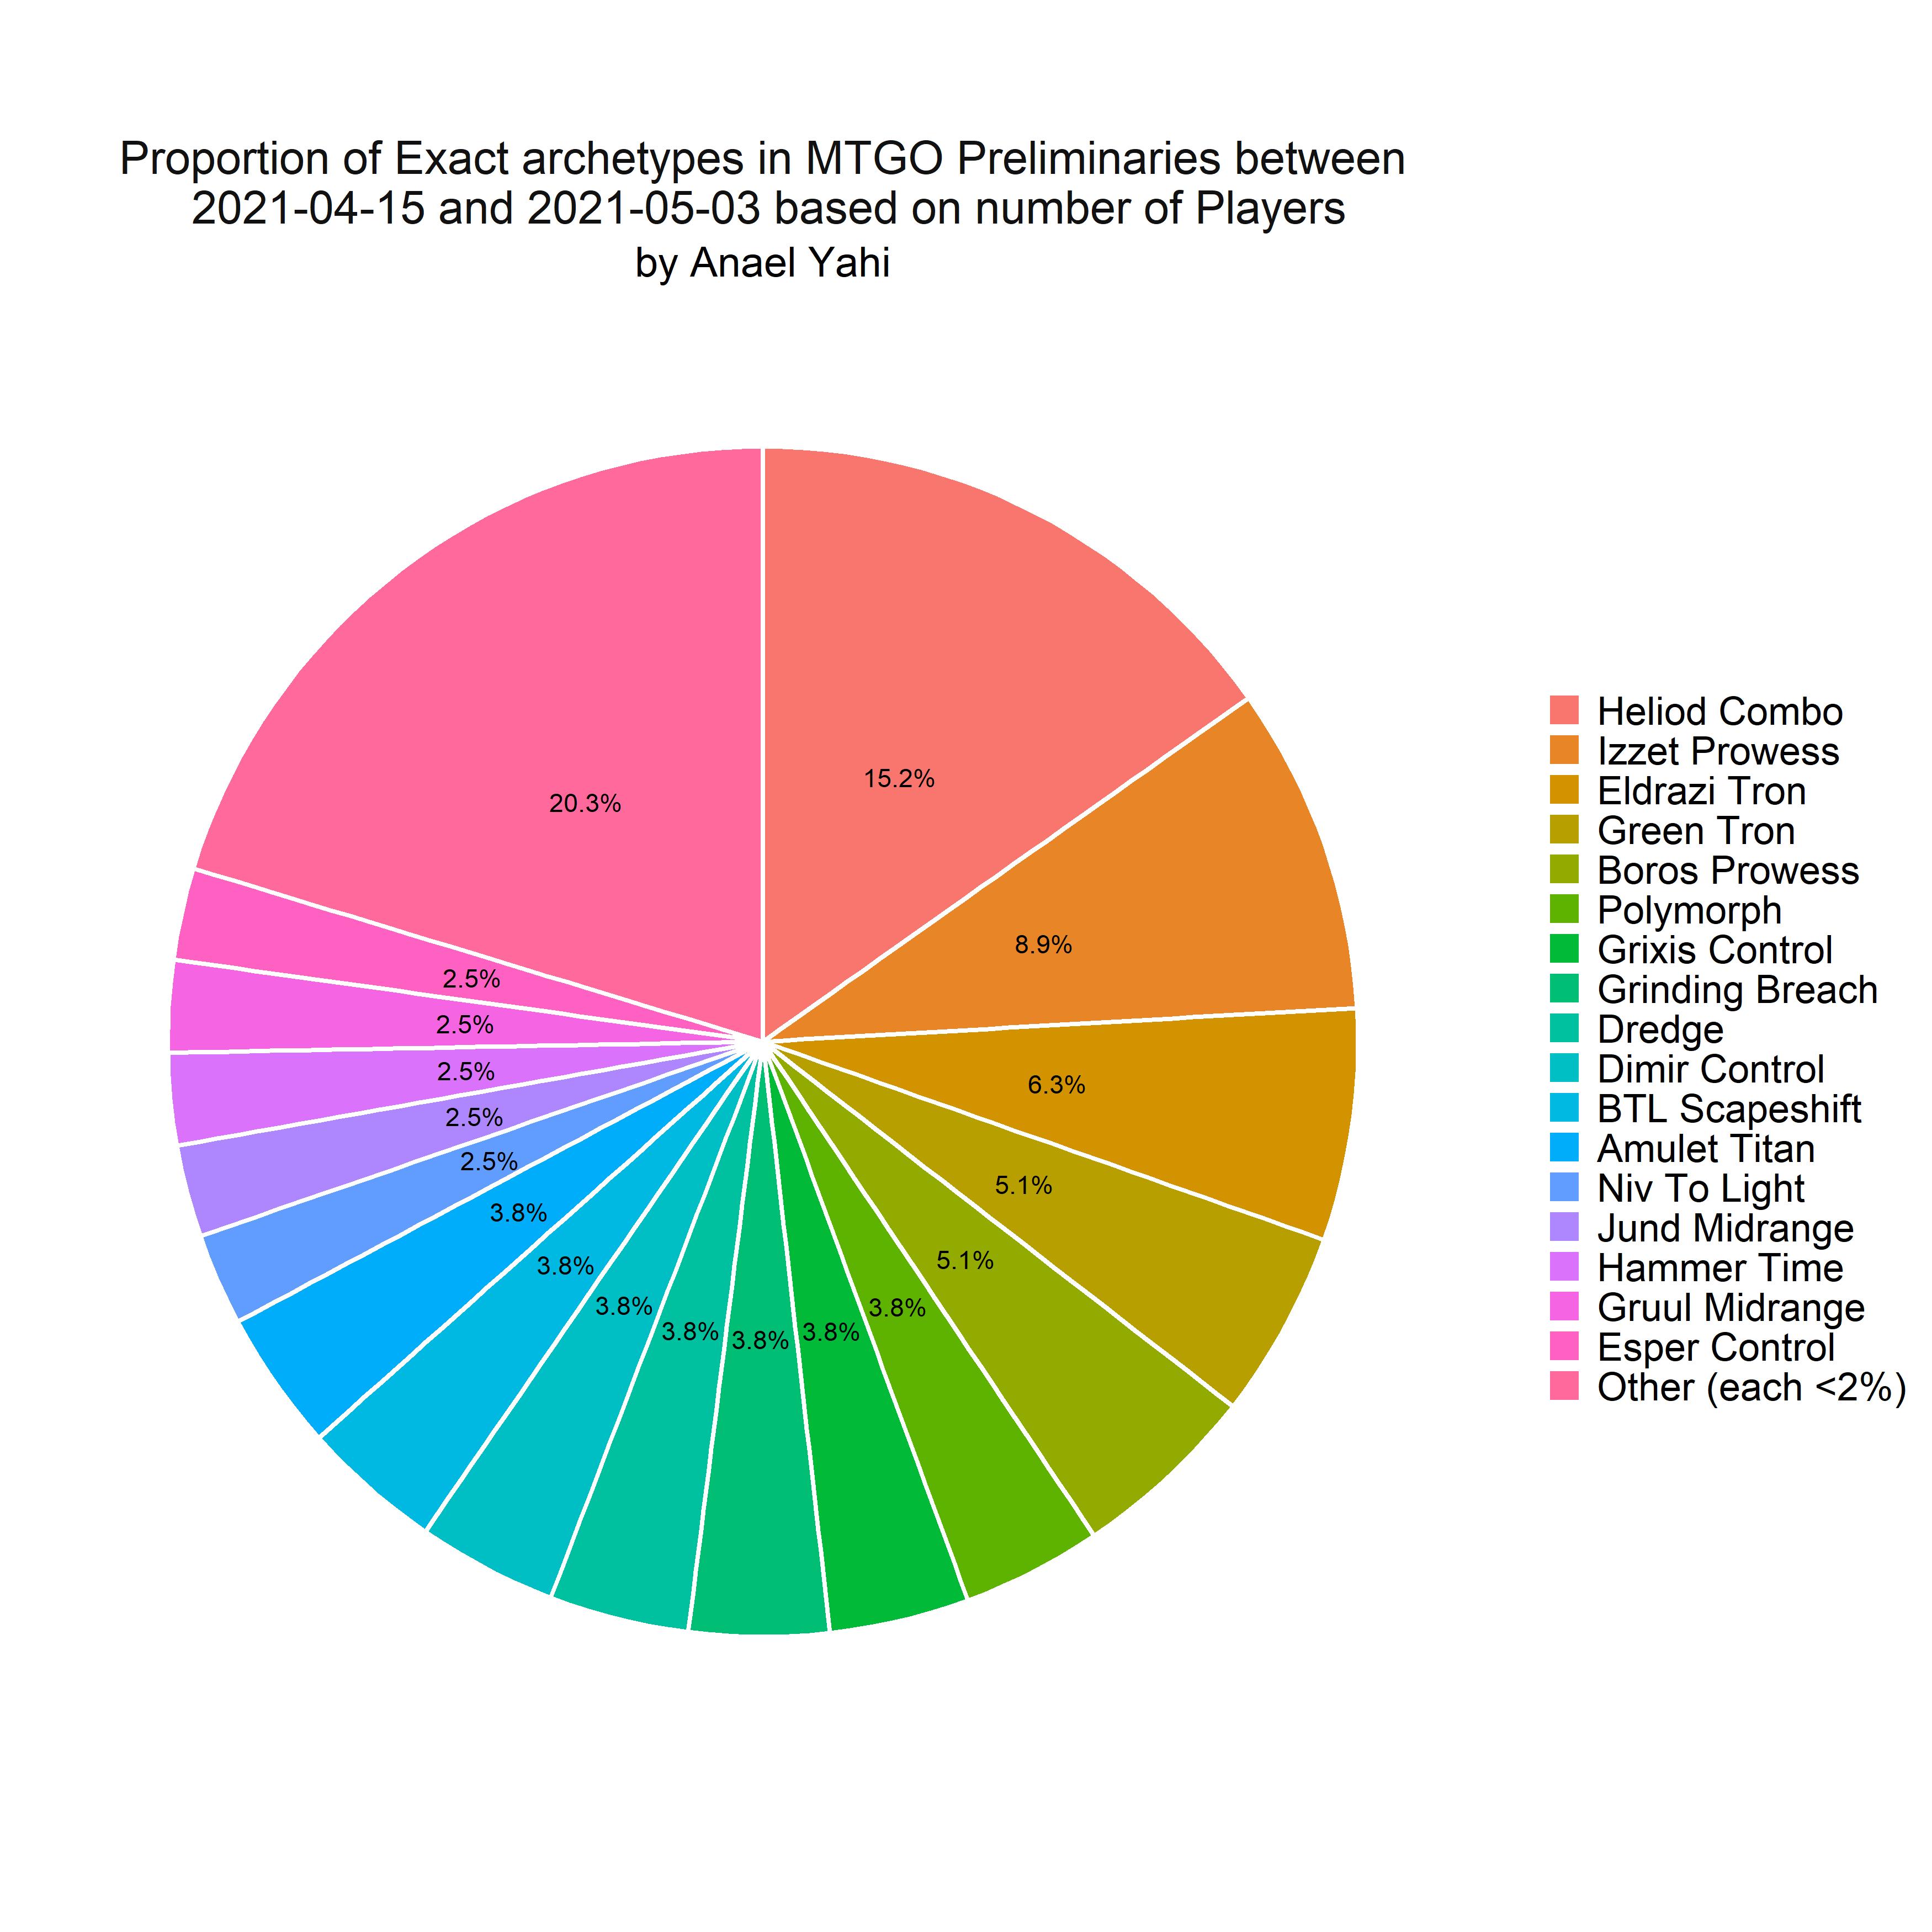 Proportion of Exact archetypes in MTGO Preliminaries between
2021-04-15 and 2021-05-03 based on number of Players
by Anael Yahi
15.2%
8.9%
6.3%
5.1%
5.1%
3.8%
3.8%
3.8%
3.8%
3.8%
3.8%
3.8%
2.5%
2.5%
2.5%
2.5%
2.5%
20.3%
Heliod Combo
Izzet Prowess
Eldrazi Tron
Green Tron
Boros Prowess
Polymorph
Grixis Control
Grinding Breach
Dredge
Dimir Control
BTL Scapeshift
Amulet Titan
Niv To Light
Jund Midrange
Hammer Time
Gruul Midrange
Esper Control
Other (each <2%)